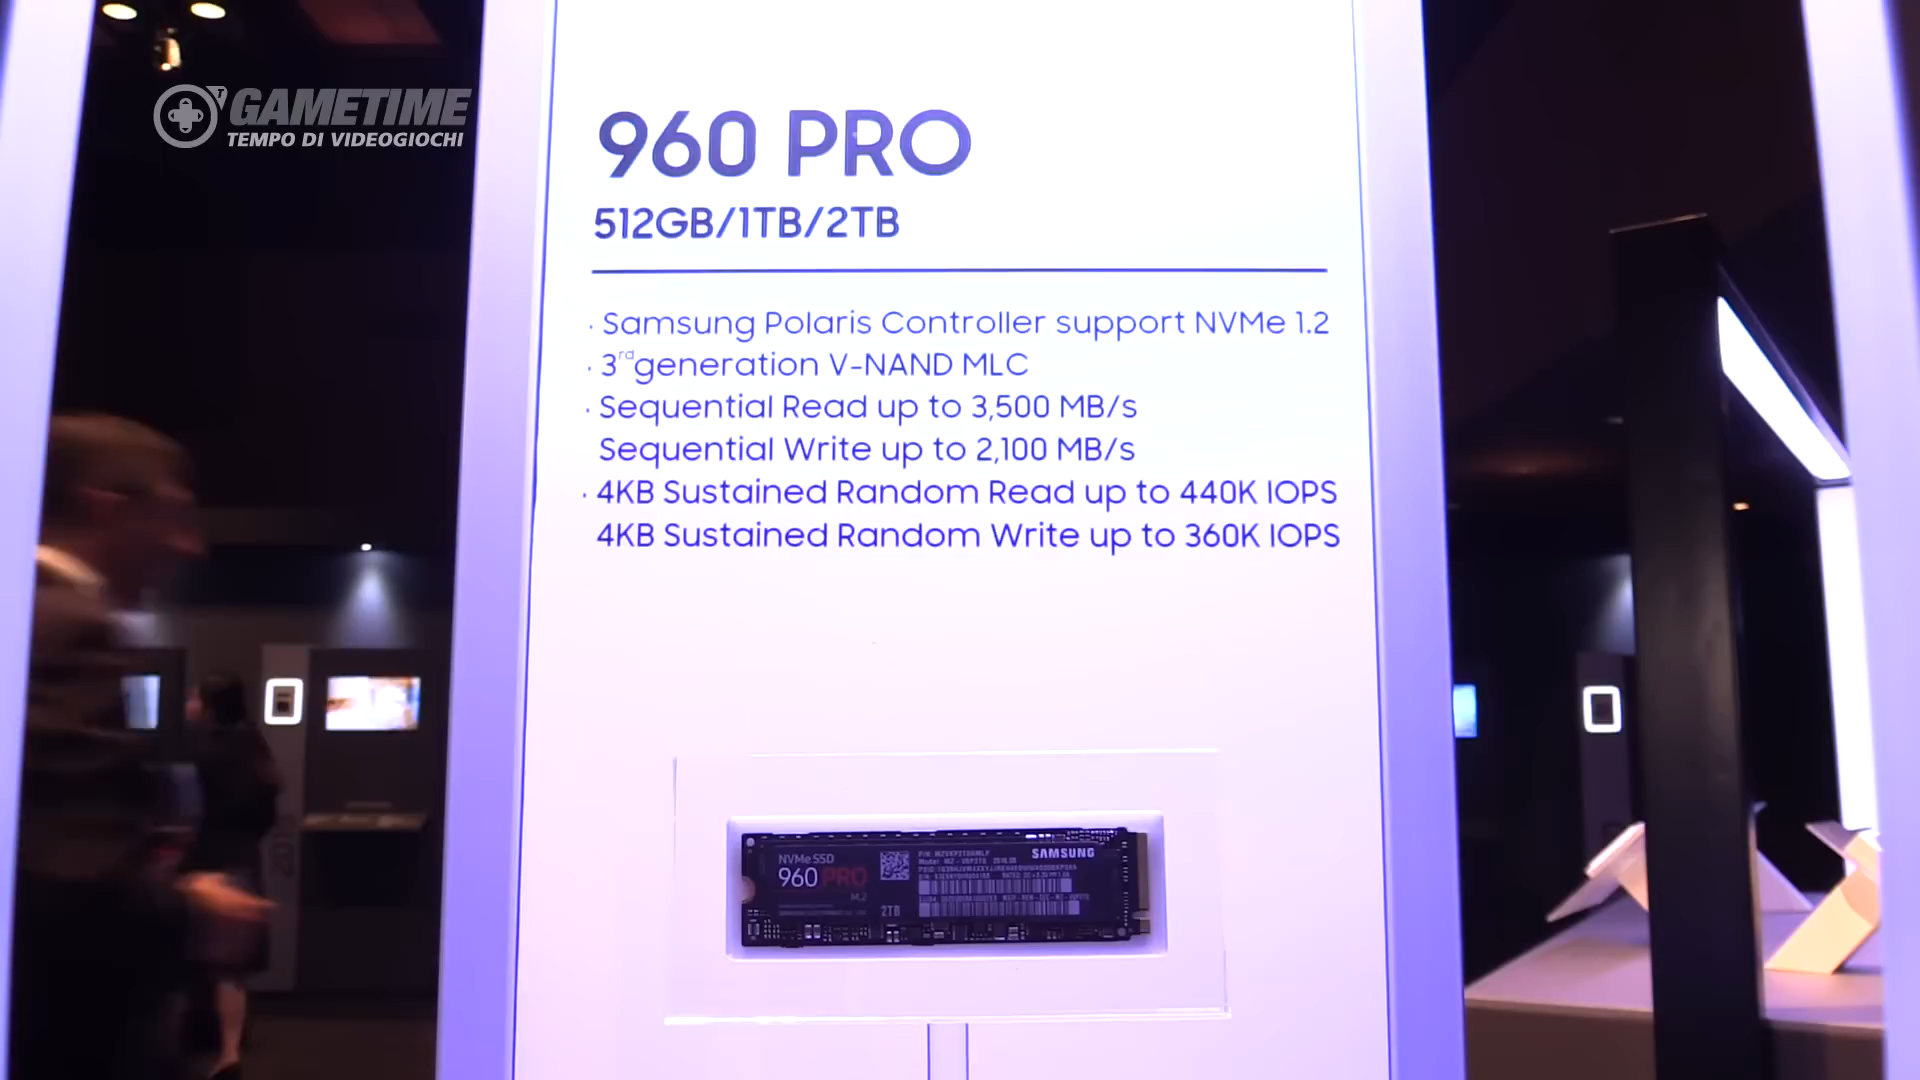 GAMETIME
TEMPO DI VIDEOGIOCHI
960 PRO
512GB/1TB/2TB
· Samsung Polaris Controller support NVMe 1.2
· 3rd generation V-NAND MLC
· Sequential Read up to 3,500 MB/s
Sequential Write up to 2,100 MB/s
· 4KB Sustained Random Read up to 440K IOPS
4KB Sustained Random Write up to 360K IOPS
NVMe SSD
960 PRO
M.2
2TB
SAMSUNG